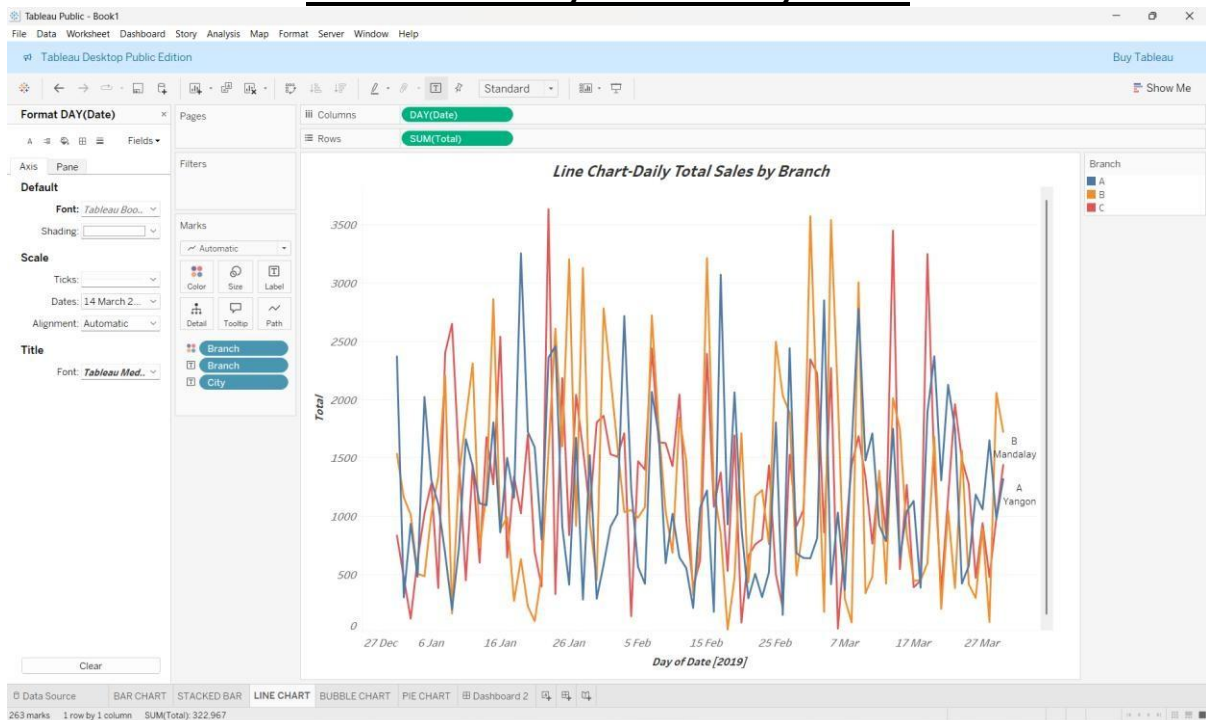 Tableau Public - Book1
File Data Worksheet Dashboard Story Analysis Map Format Server Window Help
Tableau Desktop Public Edition
Buy Tableau
Standard
Show Me
Format DAY(Date)
Fields
Axis Pane
Default
Font: Tableau Boo..
Shading:
Scale
Ticks:
Dates: 14 March 2...
Alignment: Automatic
Title
Font: Tableau Med..
Clear
Pages
Filters
Marks
Automatic
Color Size Label
Detail Tooltip Path
Branch
Branch
City
Columns DAY(Date)
Rows SUM(Total)
Line Chart-Daily Total Sales by Branch
Total
3500
3000
2500
2000
1500
1000
500
0
27 Dec 6 Jan 16 Jan 26 Jan 5 Feb 15 Feb 25 Feb 7 Mar 17 Mar 27 Mar
Day of Date [2019]
B
Mandalay
A
Yangon
Branch
A
B
C
Data Source BAR CHART STACKED BAR LINE CHART BUBBLE CHART PIE CHART Dashboard 2
263 marks 1 row by 1 column SUM(Total): 322,967